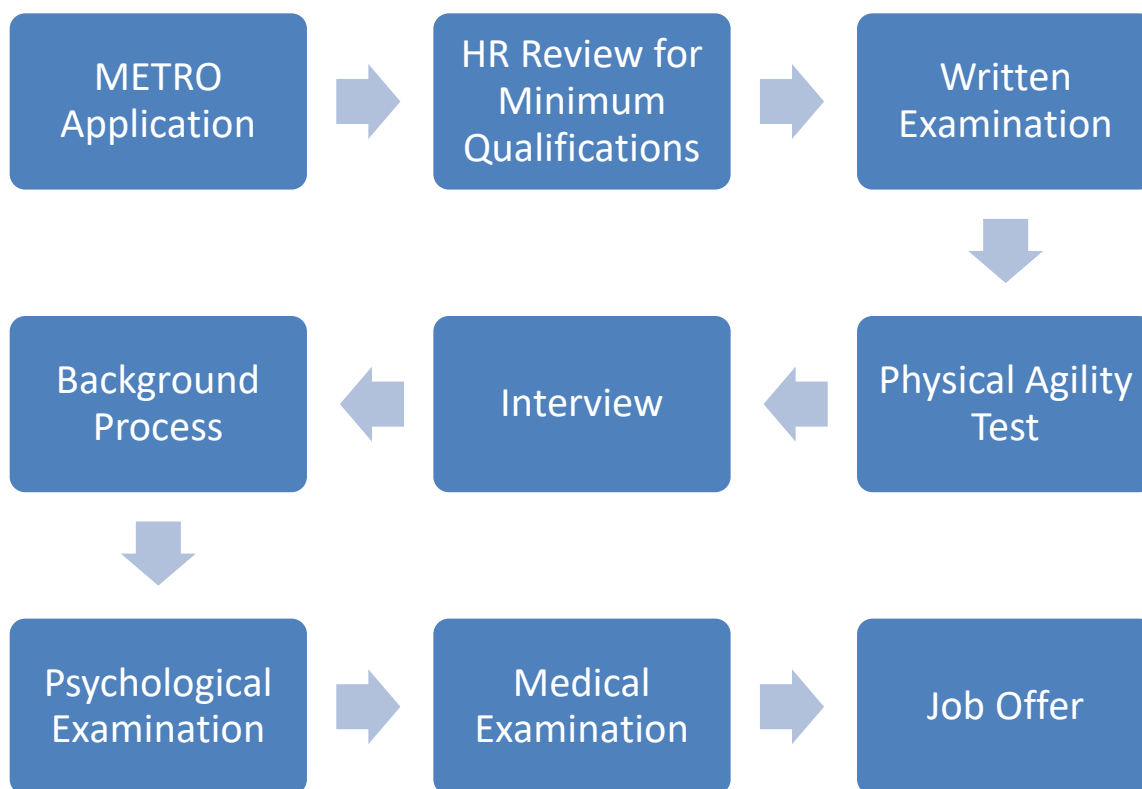 METRO
Application
HR Review for
Minimum
Qualifications
Written
Examination
Physical Agility
Test
Interview
Background
Process
Psychological
Examination
Medical
Examination
Job Offer